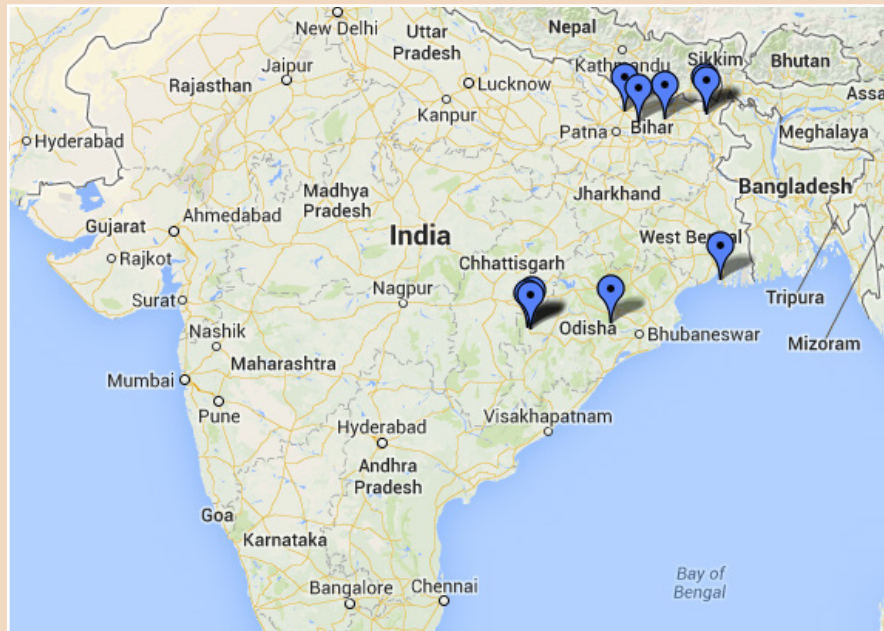 New Delhi
Uttar
Pradesh
Nepal
Kathmandu
Sikkim
Bhutan
Jaipur
Rajasthan
Lucknow
Kanpur
Assa
Hyderabad
Patna
Bihar
Meghalaya
Madhya
Pradesh
Jharkhand
Bangladesh
Gujarat
Ahmedabad
India
West Bengal
Rajkot
Chhattisgarh
Surat
Nagpur
Tripura
Nashik
Odisha
Bhubaneswar
Mizoram
Maharashtra
Mumbai
Pune
Visakhapatnam
Hyderabad
Andhra
Pradesh
Goa
Karnataka
Bay of
Bengal
Bangalore
Chennai